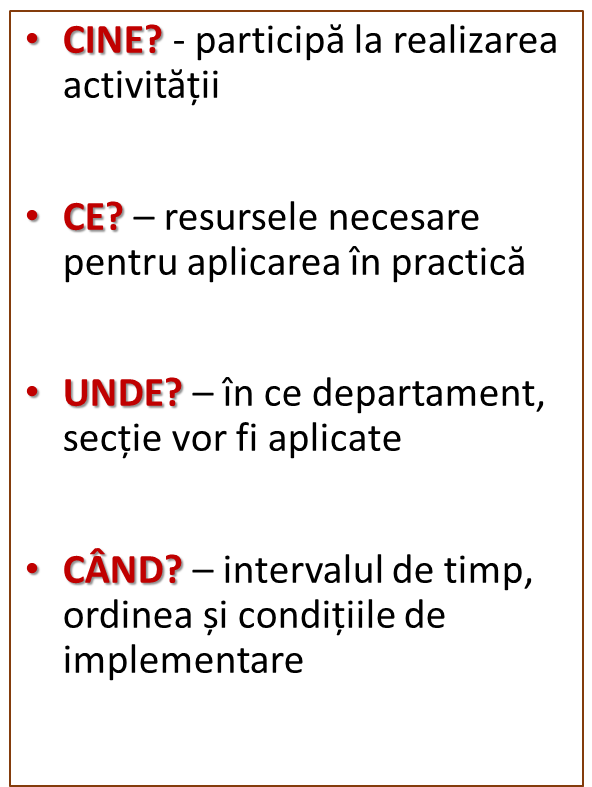 • CINE? - participă la realizarea
activității
• CE? – resursele necesare
pentru aplicarea în practică
• UNDE? – în ce departament,
secție vor fi aplicate
• CÂND? – intervalul de timp,
ordinea și condițiile de
implementare